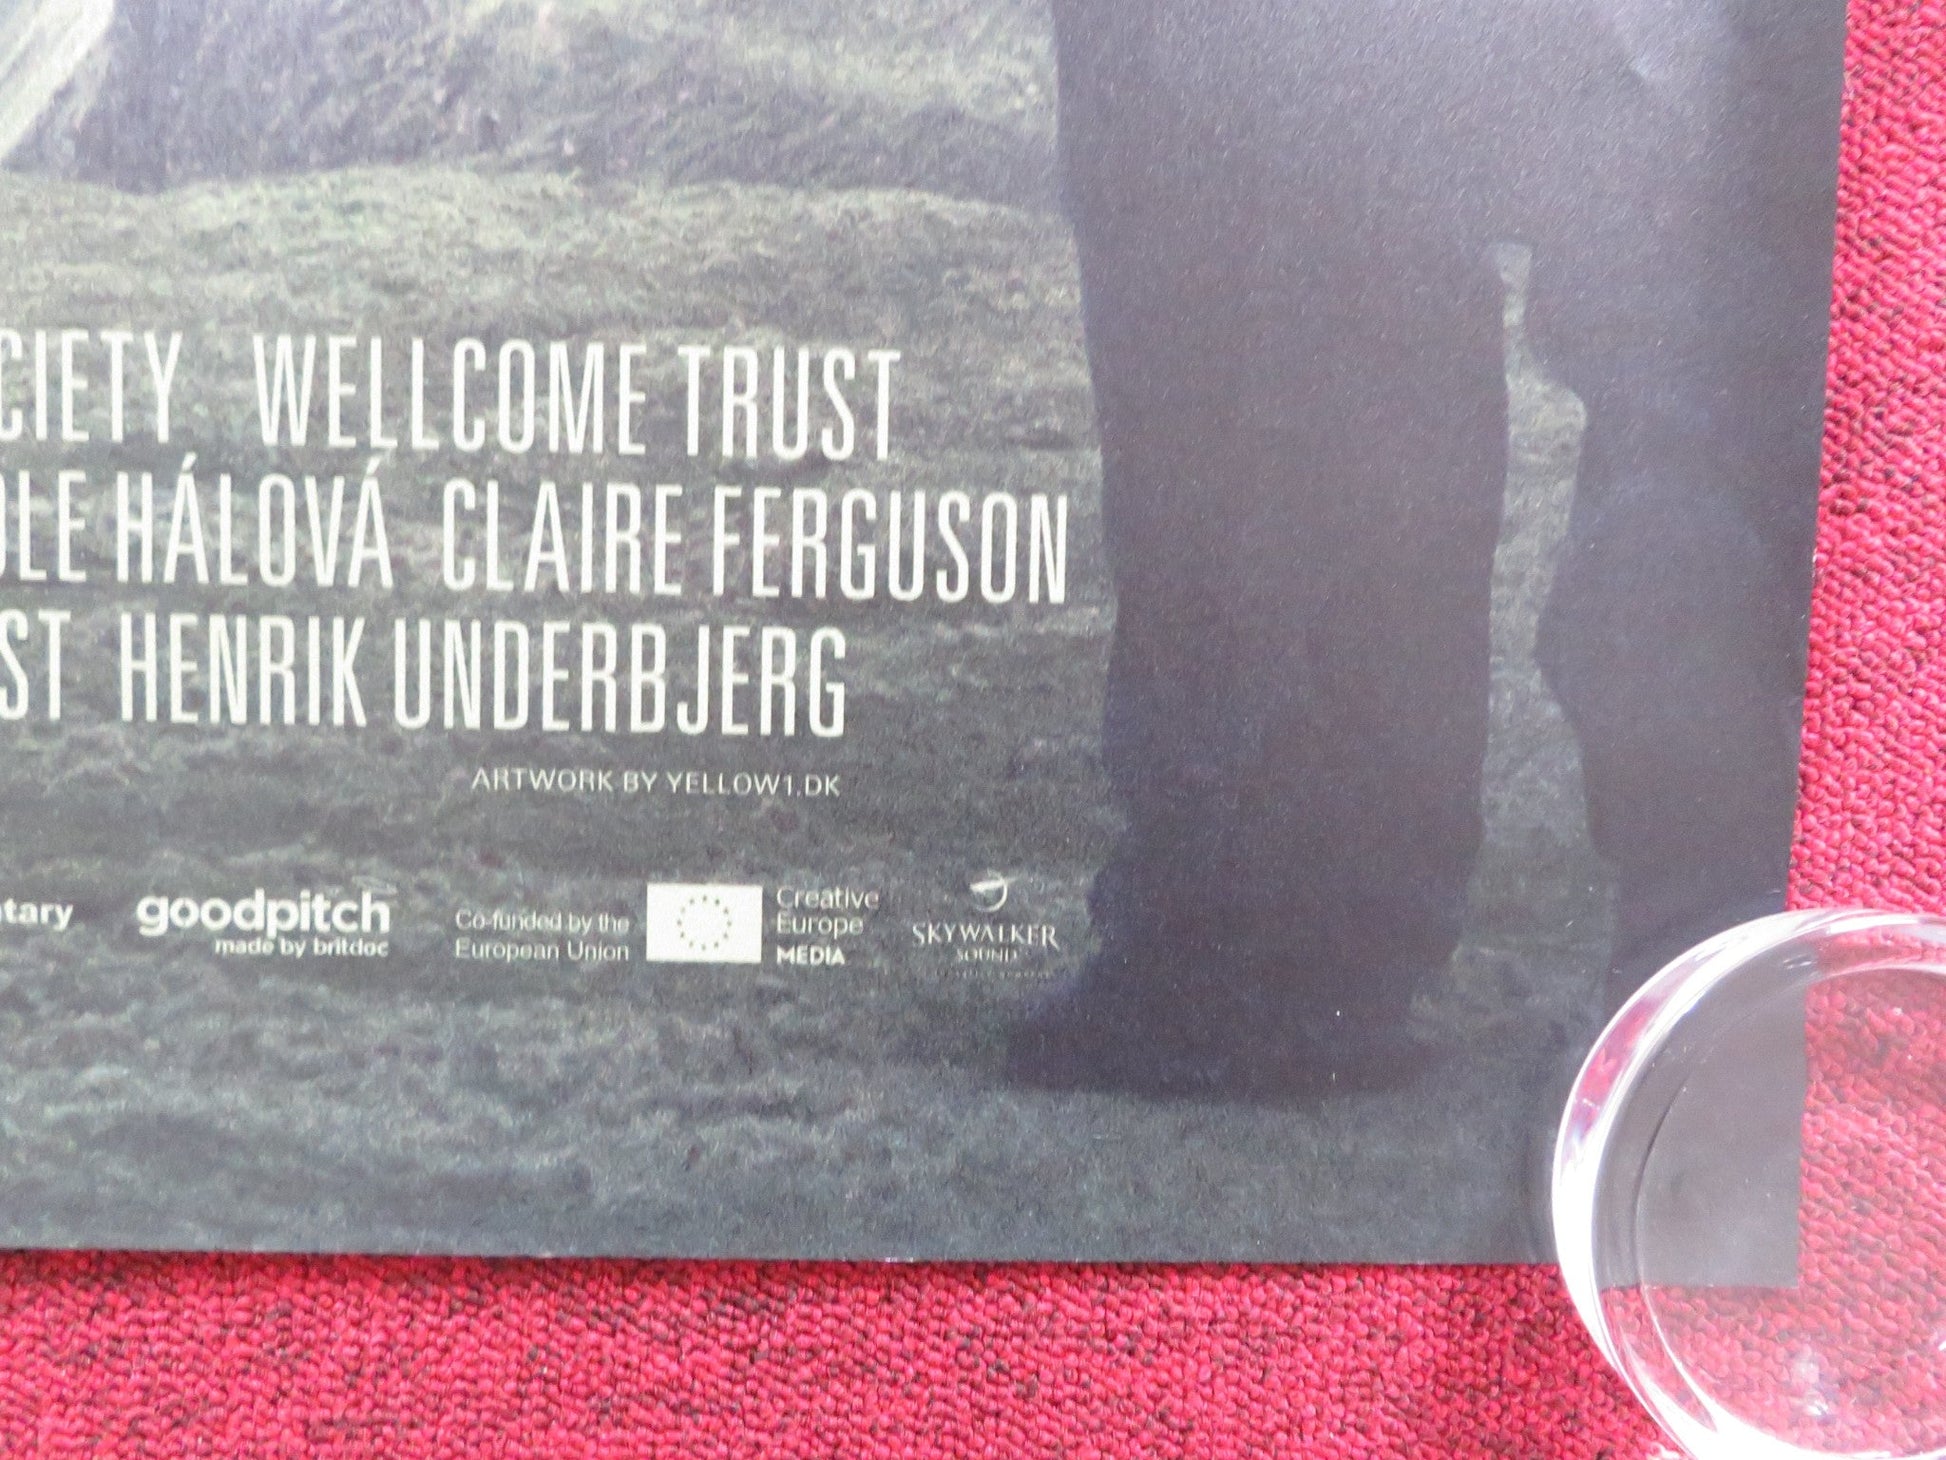 CIETY WELLCOME TRUST
OLE HÁLOVÁ CLAIRE FERGUSON
ST HENRIK UNDERBJERG
ARTWORK BY YELLOW1.DK
tary
goodpitch
made by britdoc
Co-funded by the
European Union
Creative
Europe
MEDIA
SKYWALKER
SOUND